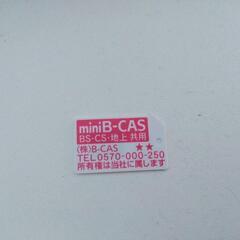 miniB-CAS
BS・CS・地上 共用
★★
(株)B-CAS
TEL0570-000-250
所有権は当社に属します